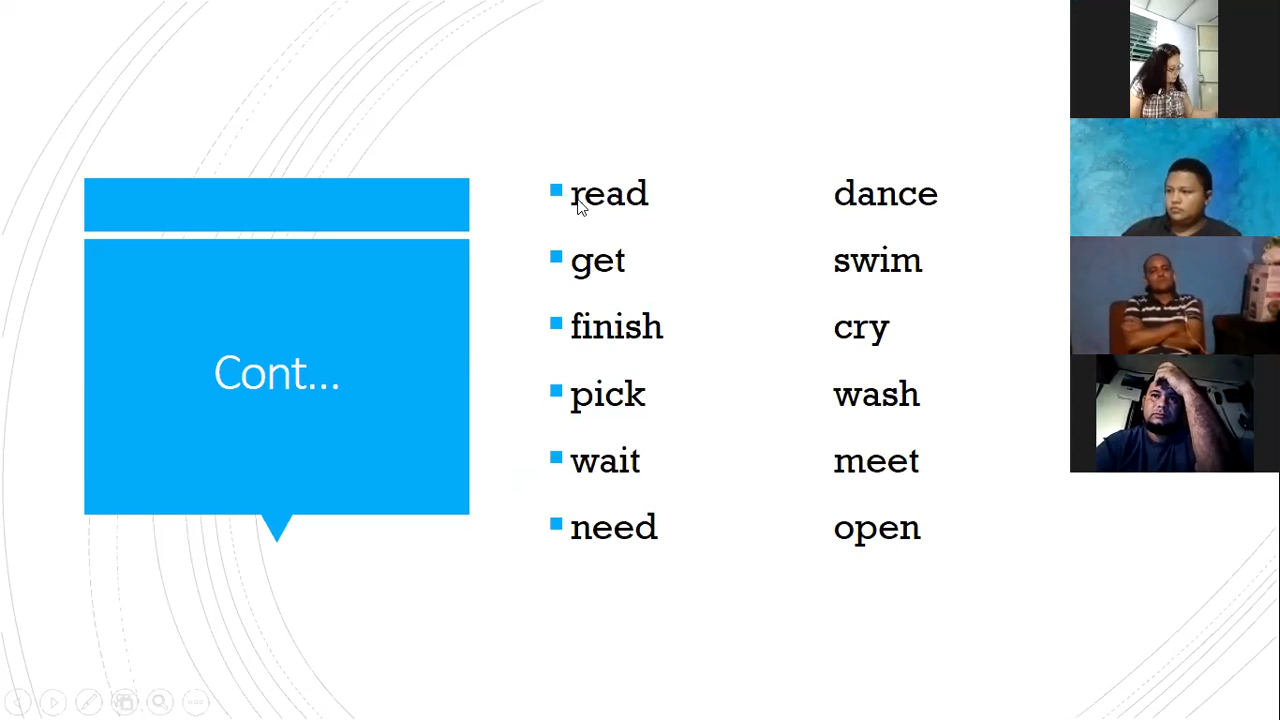 Cont...
read dance
get swim
finish cry
pick wash
wait meet
need open